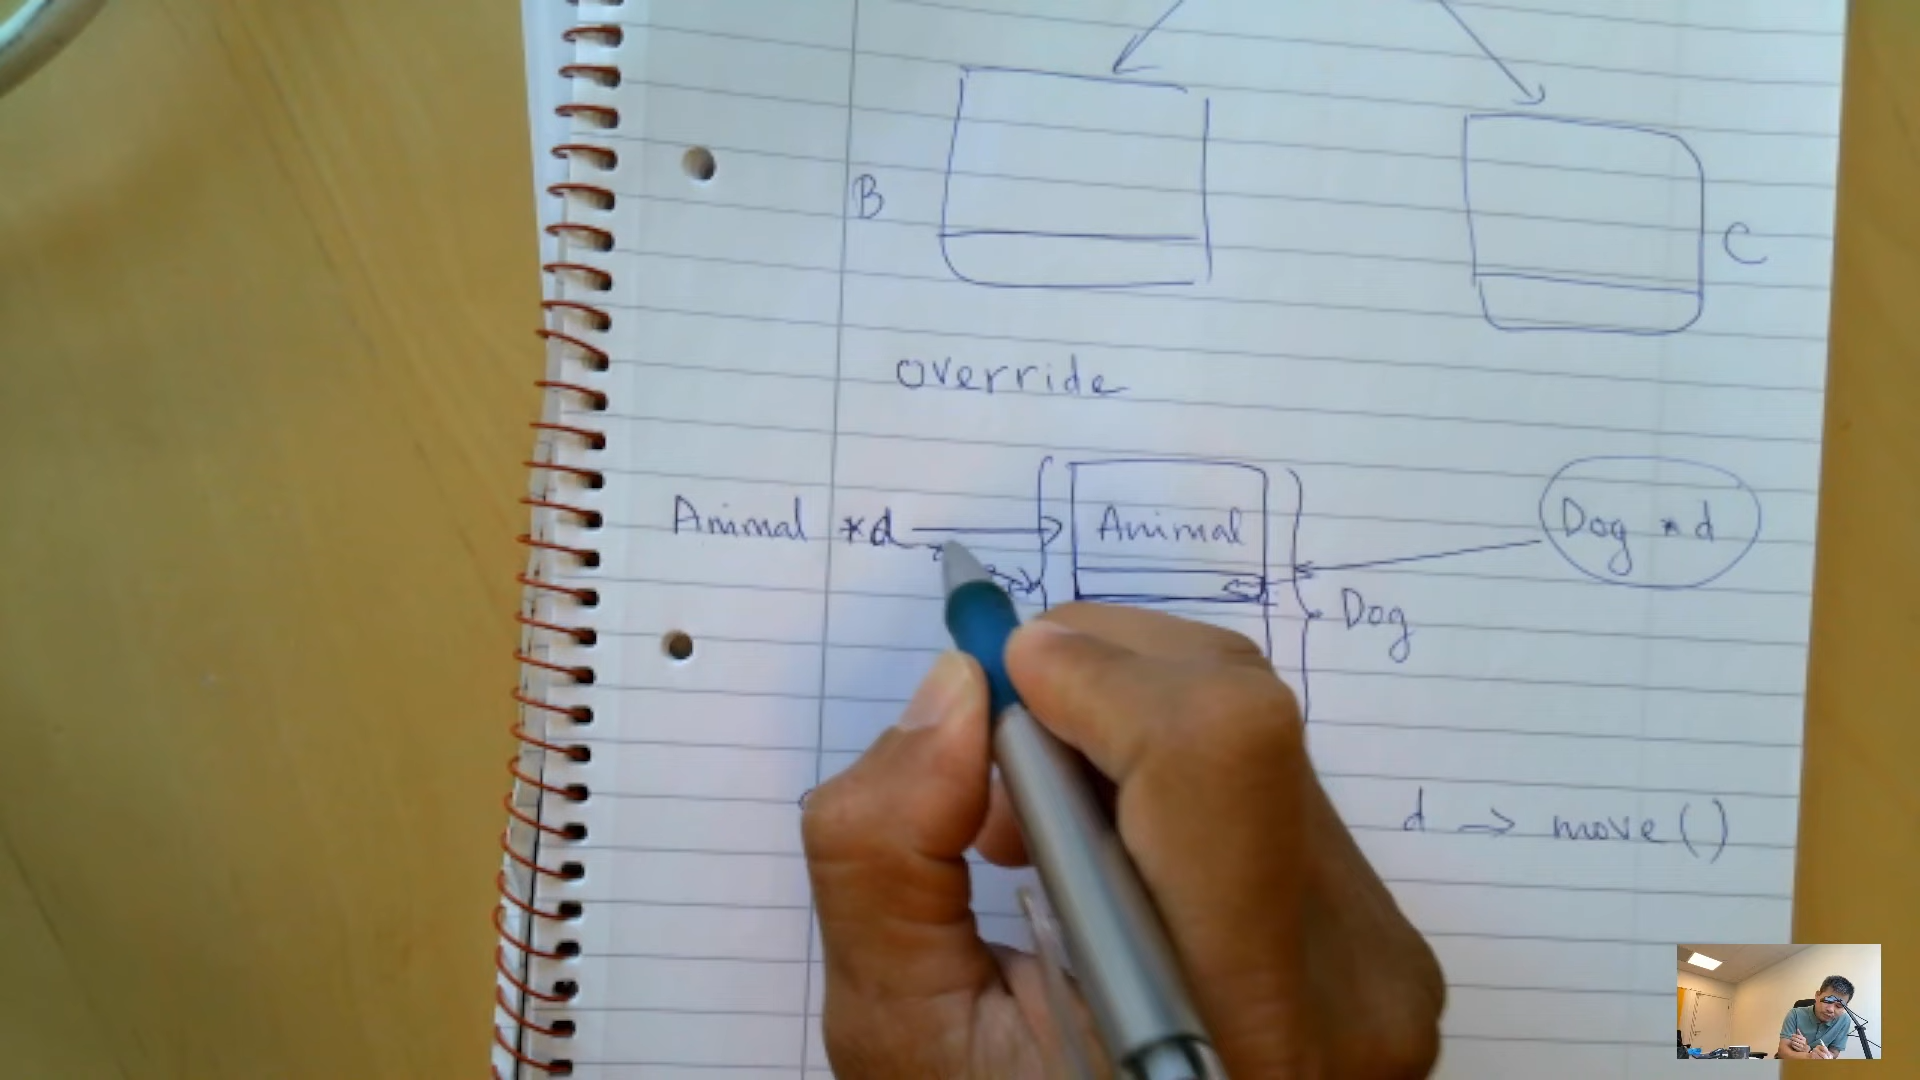 B
C
override
Animal *d
Animal
Dog * d
Dog
d -> move()